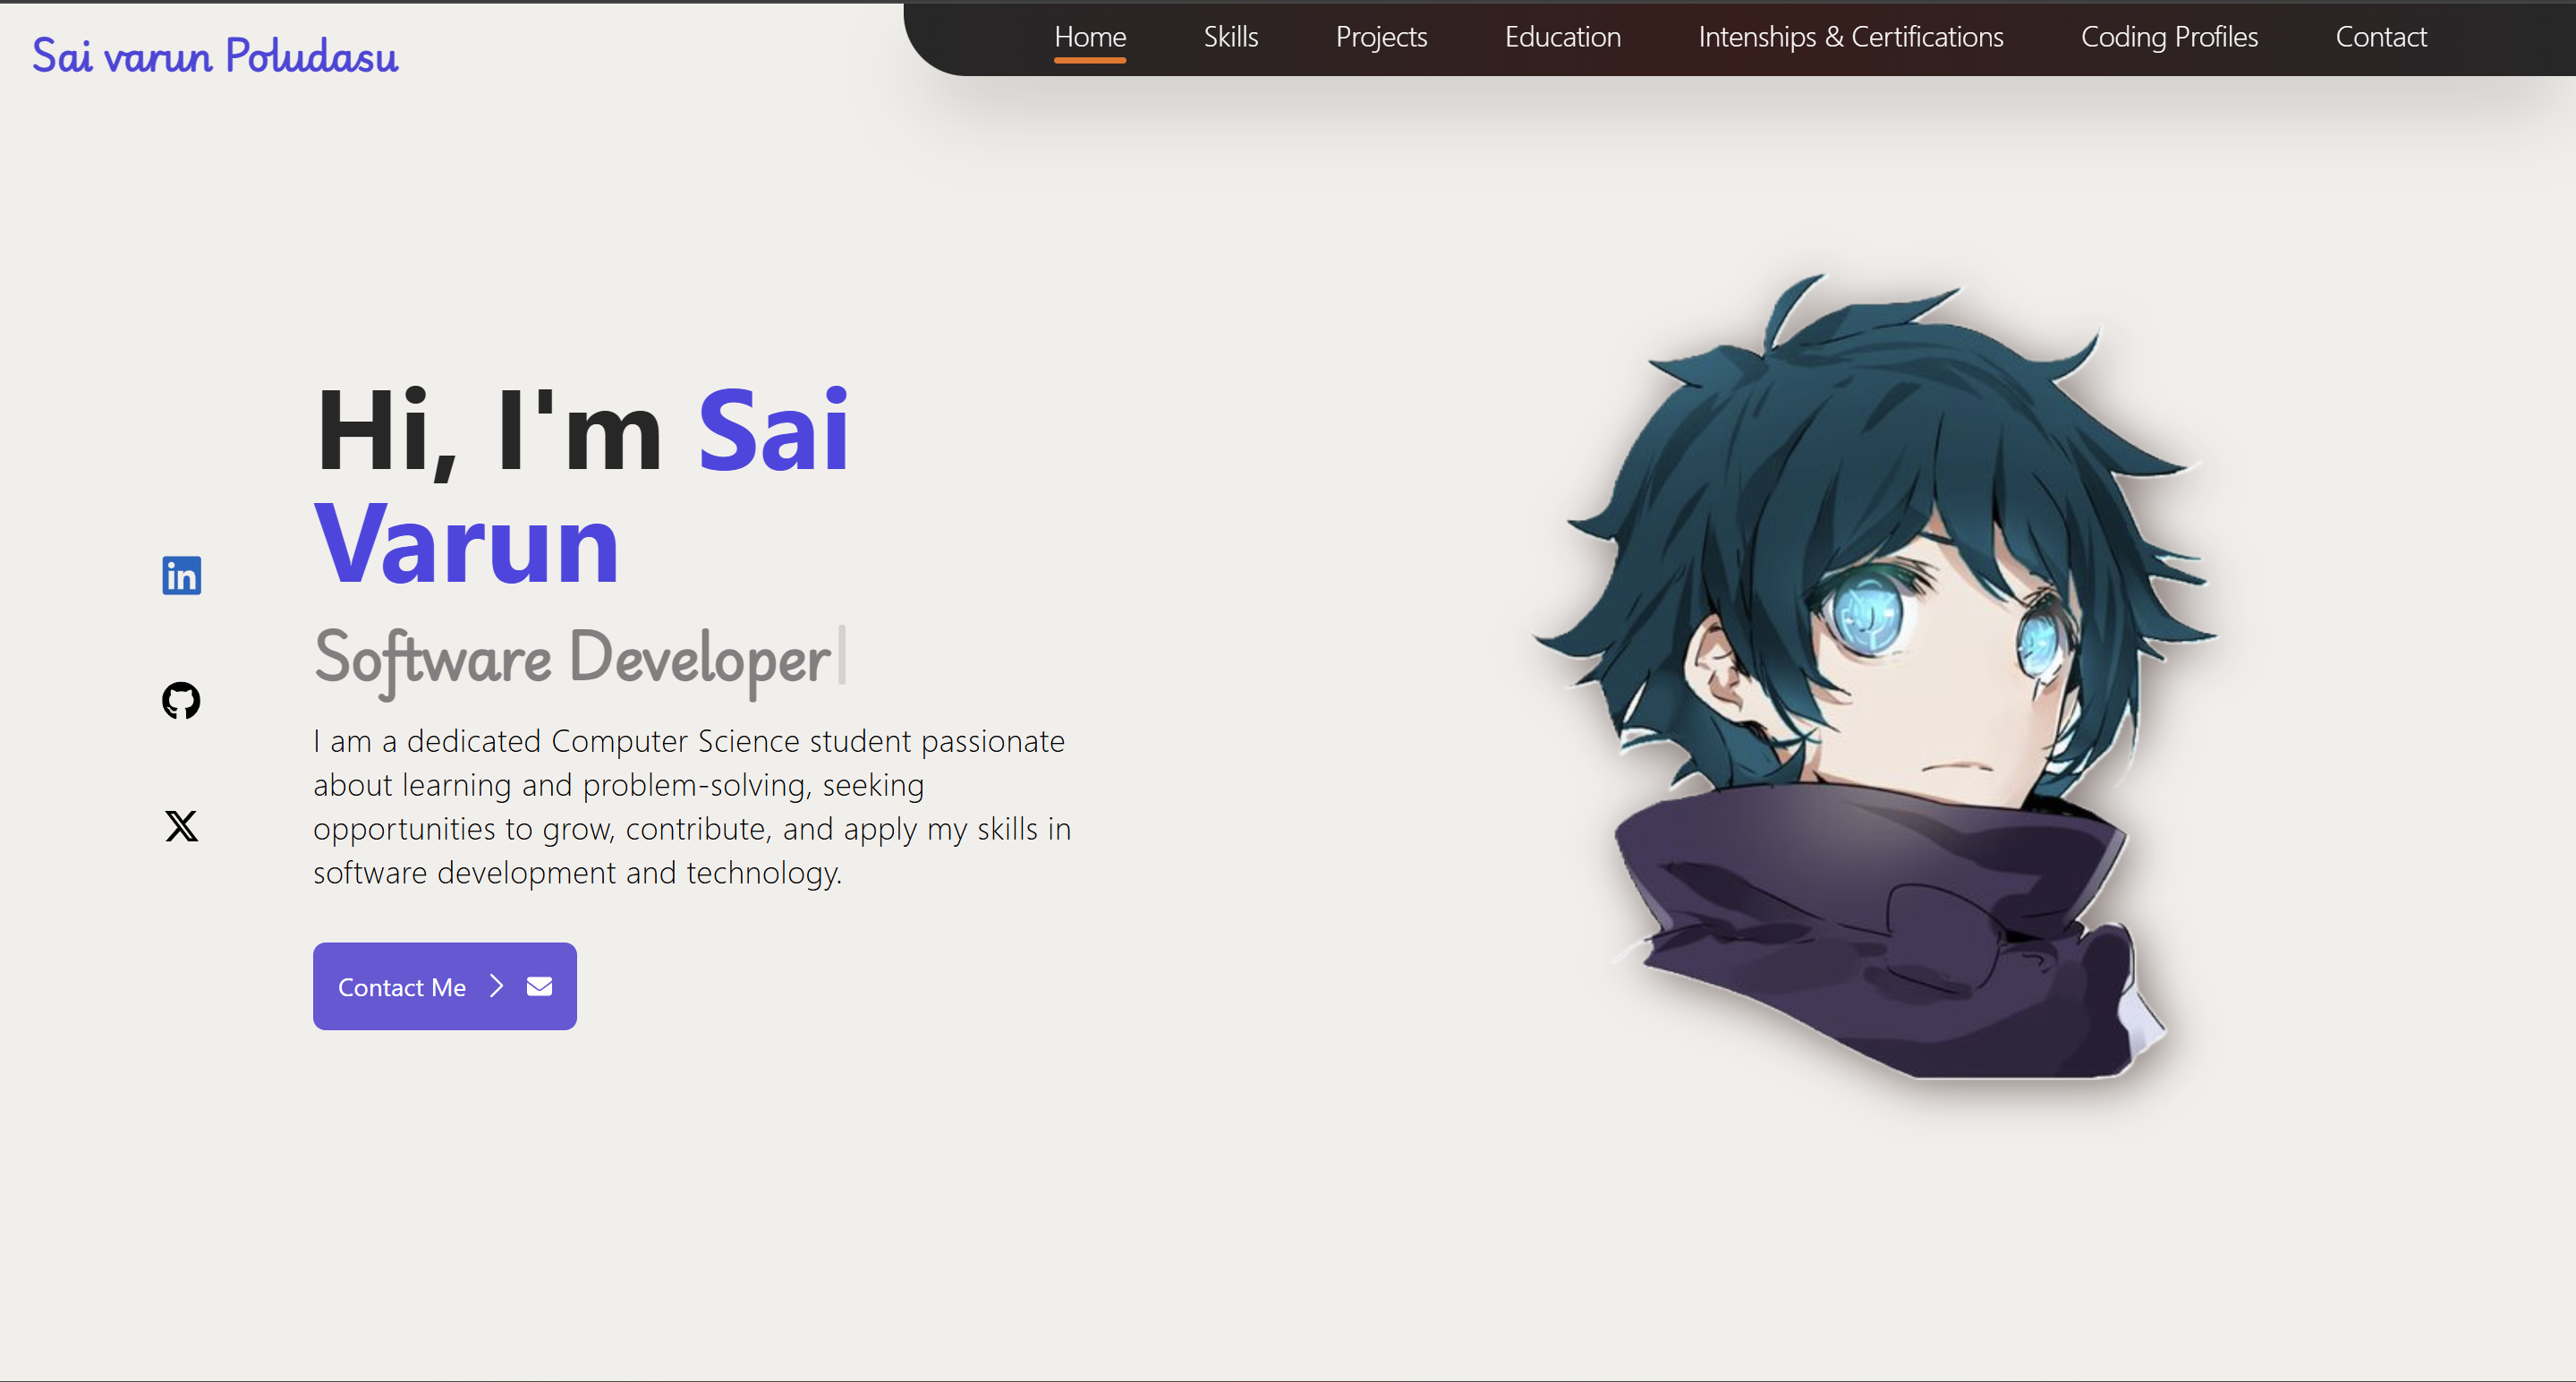 Sai varun Poludasu
Home Skills Projects Education Intenships & Certifications Coding Profiles Contact
Hi, I'm Sai
Varun
Software Developer
I am a dedicated Computer Science student passionate
about learning and problem-solving, seeking
opportunities to grow, contribute, and apply my skills in
software development and technology.
in
Contact Me